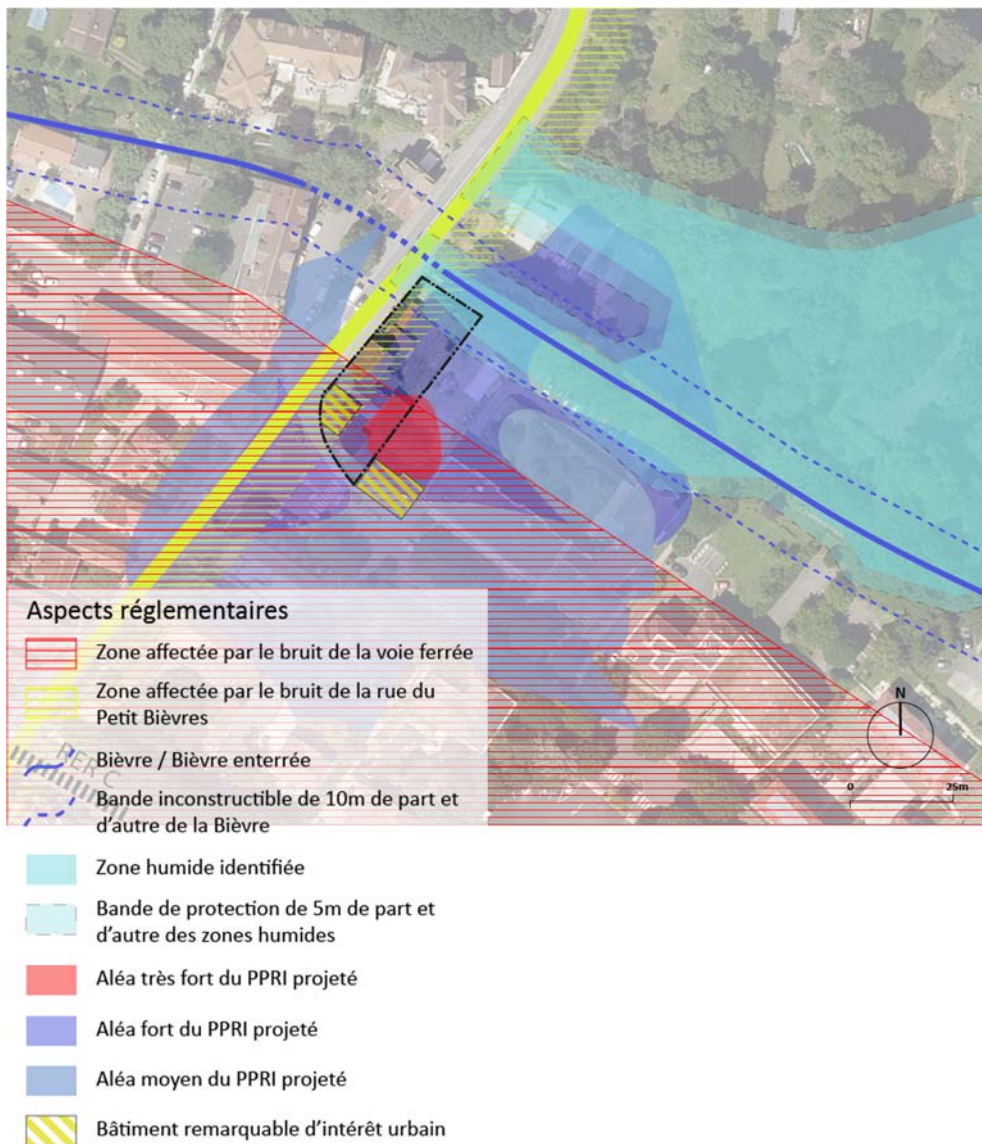 N
0
25m
Aspects réglementaires
Zone affectée par le bruit de la voie ferrée
Zone affectée par le bruit de la rue du
Petit Bièvres
RER C
Bièvre / Bièvre enterrée
Bande inconstructible de 10m de part et
d'autre de la Bièvre
Zone humide identifiée
Bande de protection de 5m de part et
d'autre des zones humides
Aléa très fort du PPRI projeté
Aléa fort du PPRI projeté
Aléa moyen du PPRI projeté
Bâtiment remarquable d'intérêt urbain